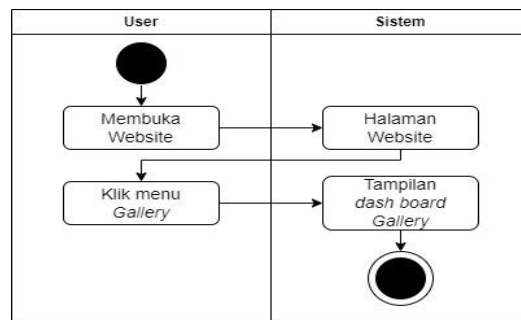 User
Sistem
Membuka
Website
Halaman
Website
Klik menu
Gallery
Tampilan
dash board
Gallery